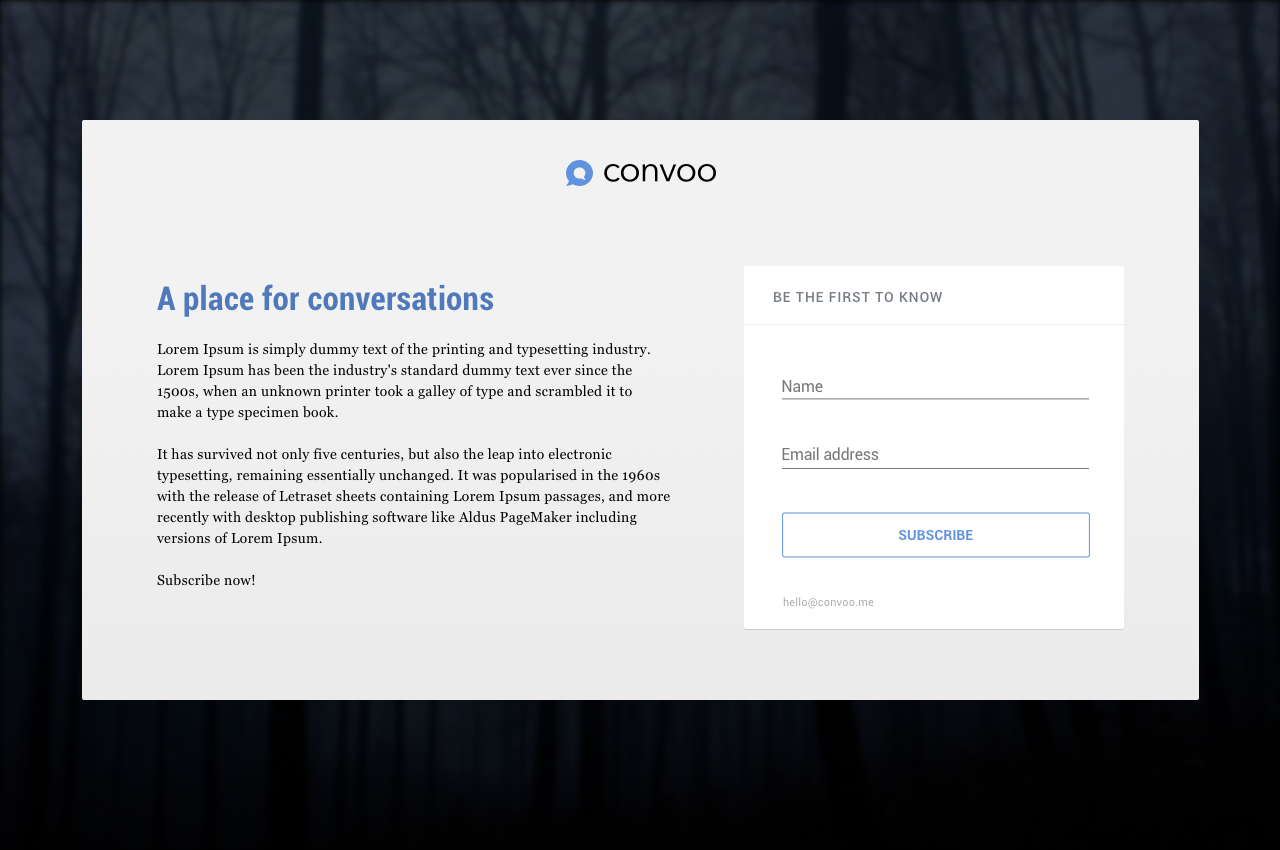 convoo
A place for conversations
Lorem Ipsum is simply dummy text of the printing and typesetting industry.
Lorem Ipsum has been the industry's standard dummy text ever since the
1500s, when an unknown printer took a galley of type and scrambled it to
make a type specimen book.
It has survived not only five centuries, but also the leap into electronic
typesetting, remaining essentially unchanged. It was popularised in the 1960s
with the release of Letraset sheets containing Lorem Ipsum passages, and more
recently with desktop publishing software like Aldus PageMaker including
versions of Lorem Ipsum.
Subscribe now!
BE THE FIRST TO KNOW
Name
Email address
SUBSCRIBE
hello@convoo.me